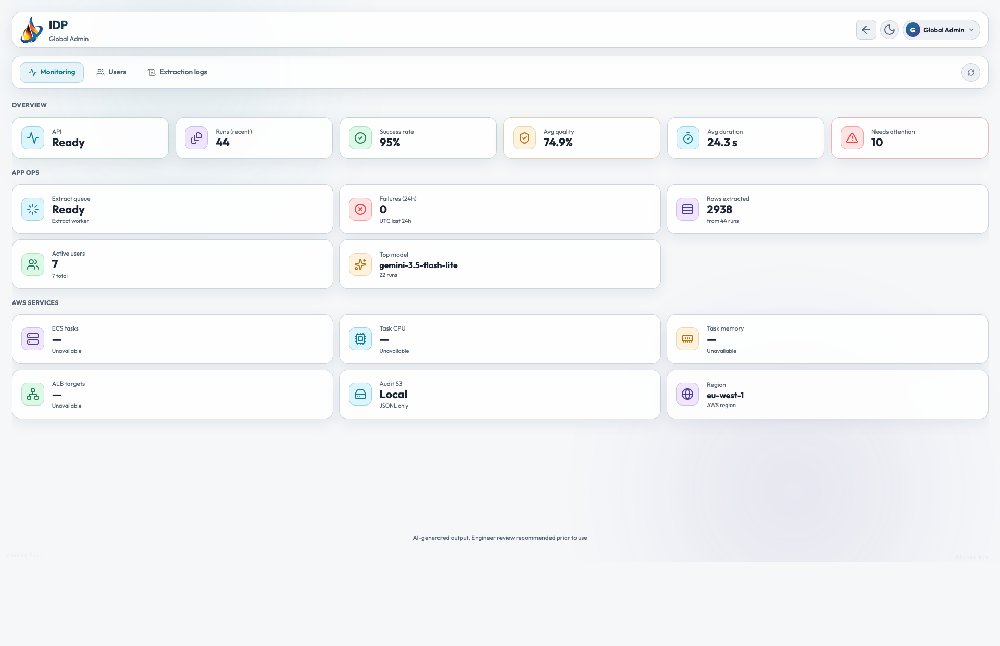 IDP
Global Admin
G
Global Admin
Monitoring
Users
Extraction logs
OVERVIEW
API
Ready
Runs (recent)
44
Success rate
95%
Avg quality
74.9%
Avg duration
24.3 s
Needs attention
10
APP OPS
Extract queue
Ready
Extract worker
Failures (24h)
0
UTC last 24h
Rows extracted
2938
from 44 runs
Active users
7
7 total
Top model
gemini-3.5-flash-lite
22 runs
AWS SERVICES
ECS tasks
—
Unavailable
Task CPU
—
Unavailable
Task memory
—
Unavailable
ALB targets
—
Unavailable
Audit S3
Local
JSONL only
Region
eu-west-1
AWS region
AI-generated output. Engineer review recommended prior to use